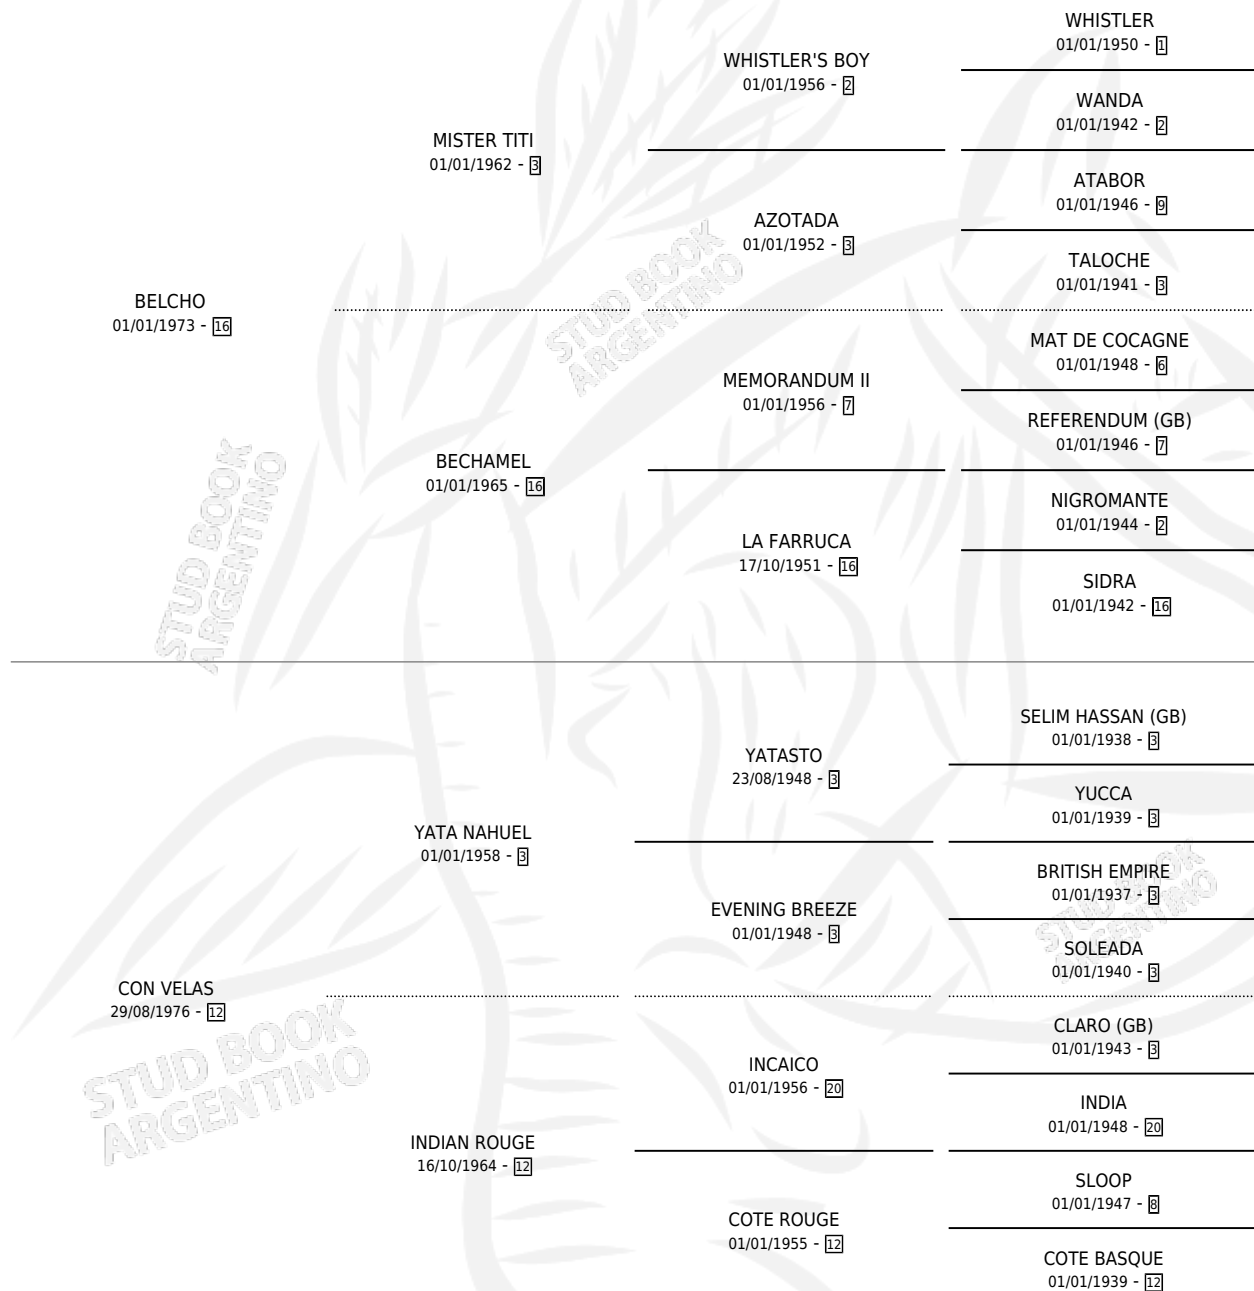 WHISTLER
01/01/1950 - 1
WHISTLER'S BOY
01/01/1956 - 2
WANDA
01/01/1942 - 2
MISTER TITI
01/01/1962 - 3
ATABOR
01/01/1946 - 9
AZOTADA
01/01/1952 - 3
TALOCHE
01/01/1941 - 3
BELCHO
01/01/1973 - 16
MAT DE COCAGNE
01/01/1948 - 6
MEMORANDUM II
01/01/1956 - 7
REFERENDUM (GB)
01/01/1946 - 7
BECHAMEL
01/01/1965 - 16
NIGROMANTE
01/01/1944 - 2
LA FARRUCA
17/10/1951 - 16
SIDRA
01/01/1942 - 16
SELIM HASSAN (GB)
01/01/1938 - 3
YATASTO
23/08/1948 - 3
YUCCA
01/01/1939 - 3
YATA NAHUEL
01/01/1958 - 3
BRITISH EMPIRE
01/01/1937 - 3
EVENING BREEZE
01/01/1948 - 3
SOLEADA
01/01/1940 - 3
CON VELAS
29/08/1976 - 12
CLARO (GB)
01/01/1943 - 3
INCAICO
01/01/1956 - 20
INDIA
01/01/1948 - 20
INDIAN ROUGE
16/10/1964 - 12
SLOOP
01/01/1947 - 8
COTE ROUGE
01/01/1955 - 12
COTE BASQUE
01/01/1939 - 12
STUD BOOK
ARGENTINO
STUD BOOK
ARGENTINO
STUD BOOK
ARGENTINO
STUD BOOK
ARGENTINO